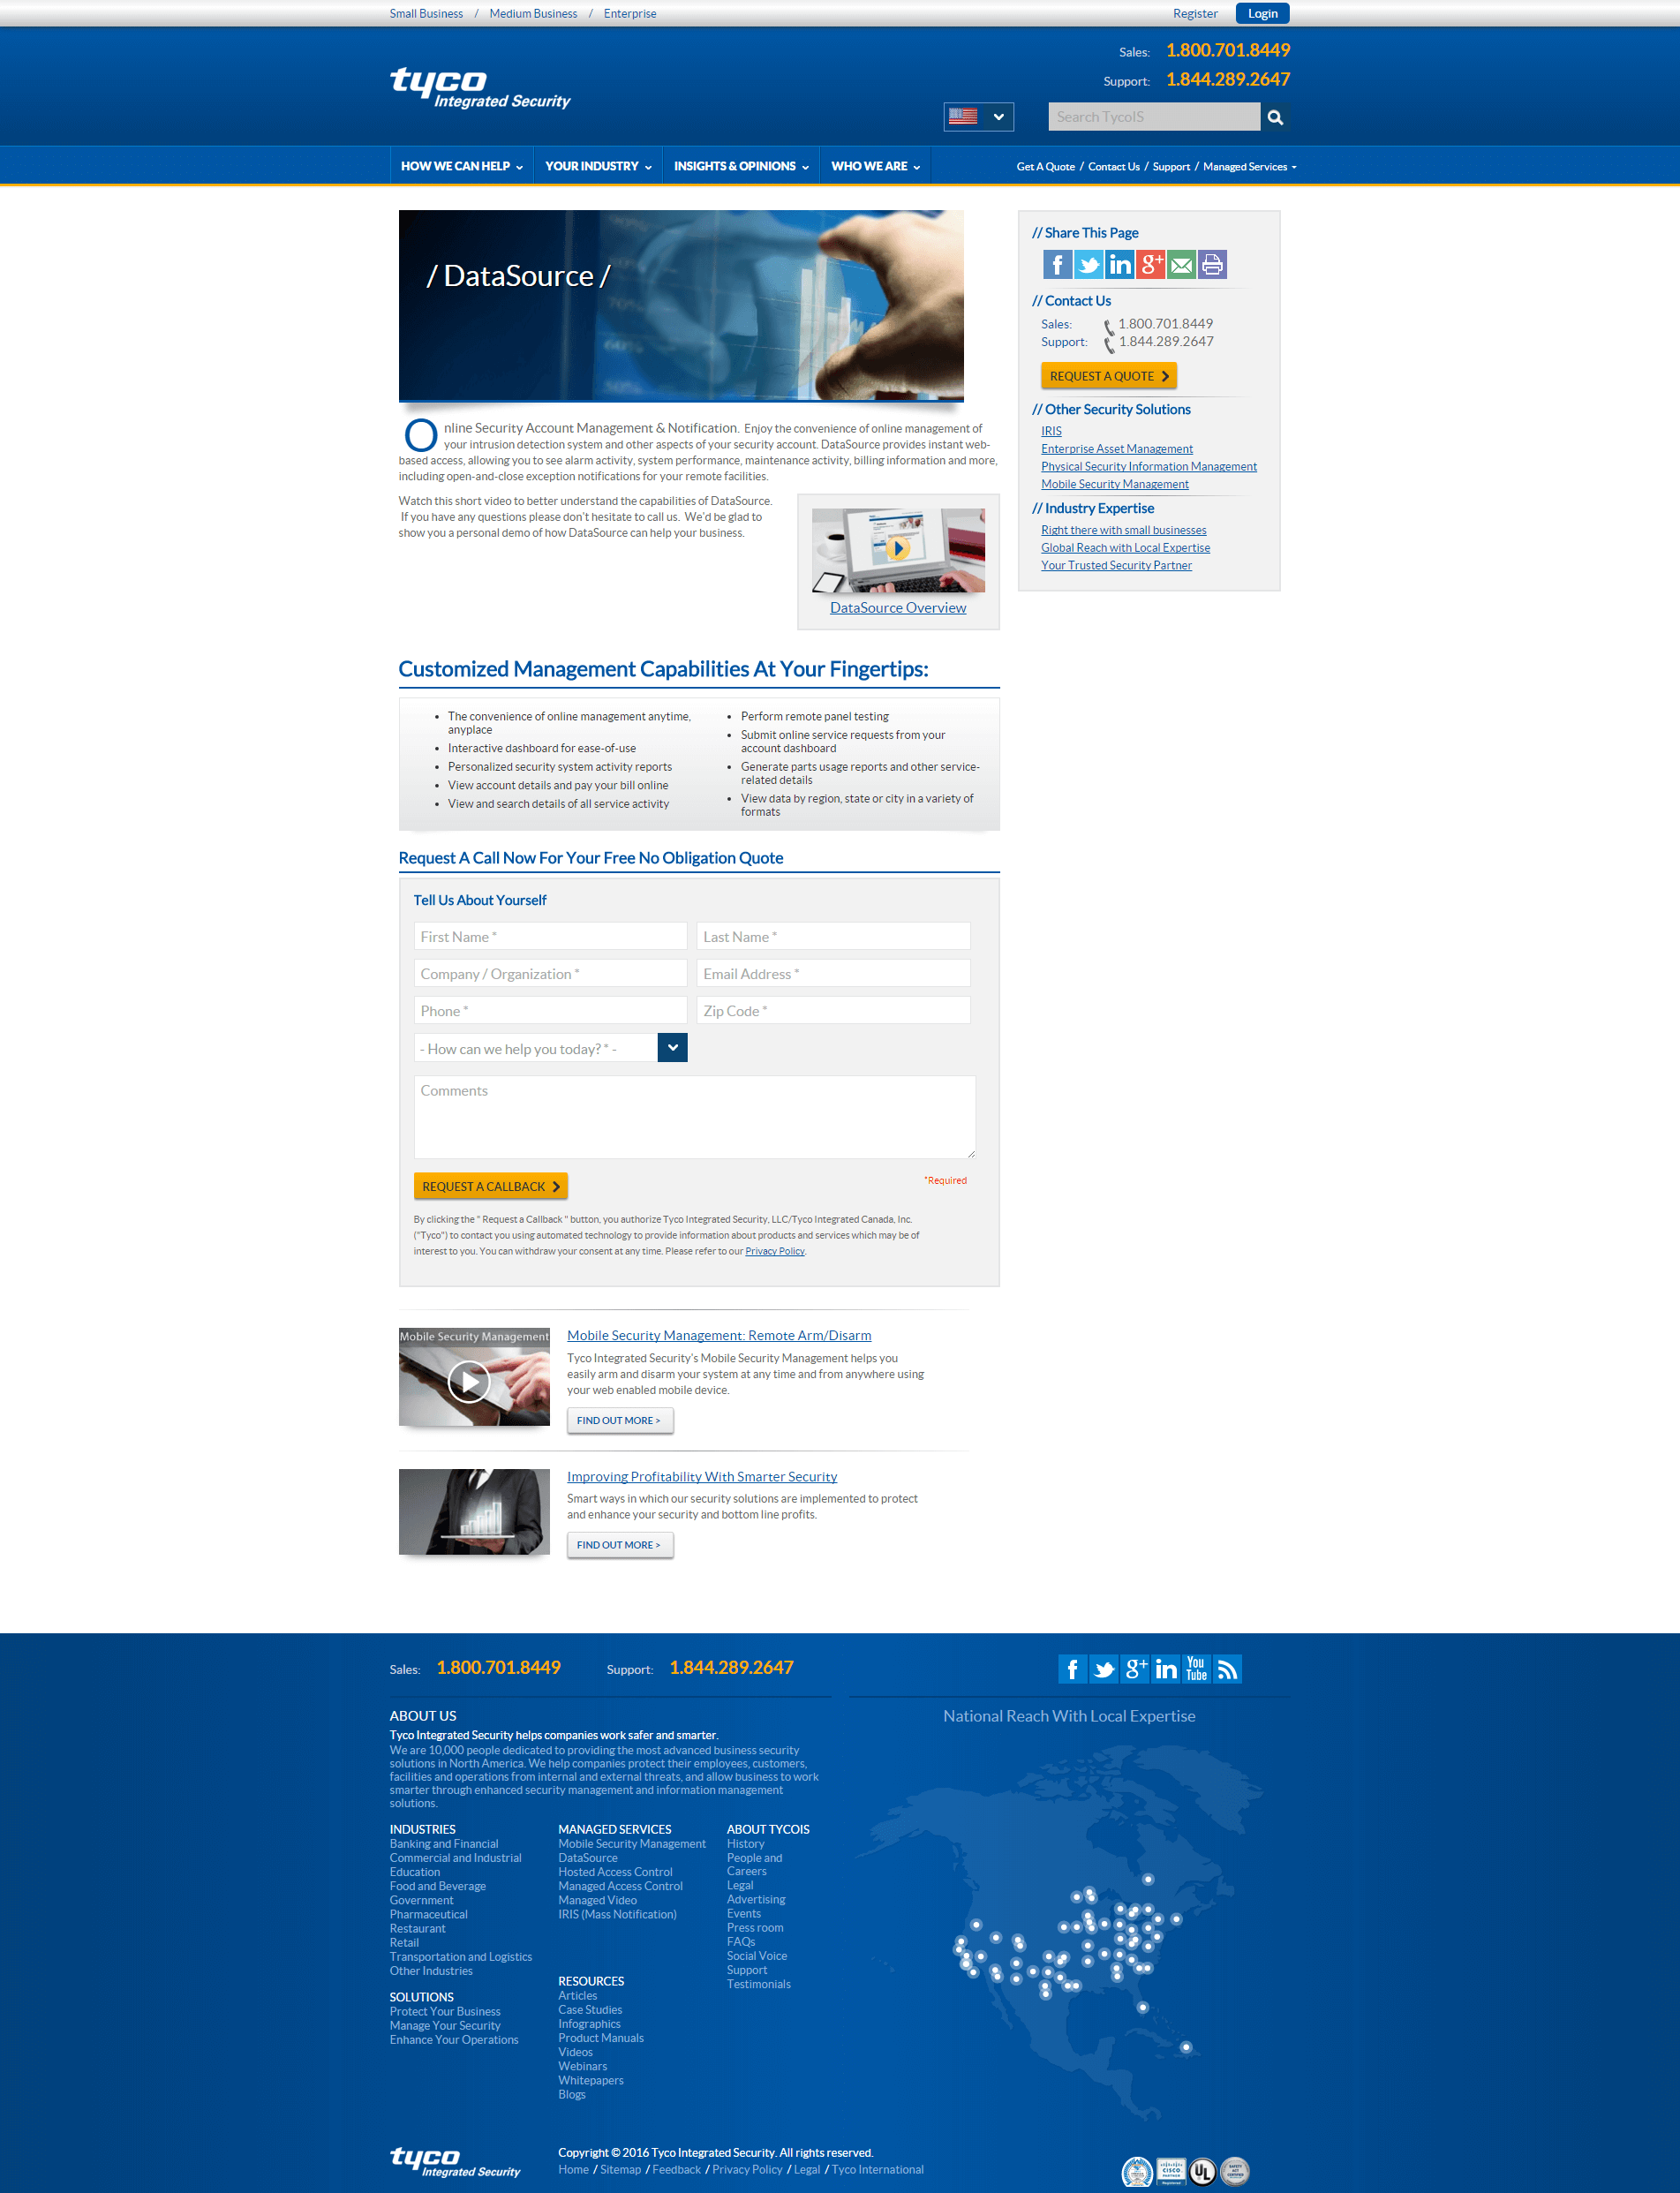 Small Business / Medium Business / Enterprise
Register Login
Sales: 1.800.701.8449
Support: 1.844.289.2647
tyco
Integrated Security
Search TycoIS
HOW WE CAN HELP YOUR INDUSTRY INSIGHTS & OPINIONS WHO WE ARE
Get A Quote / Contact Us / Support / Managed Services
/ DataSource /
Online Security Account Management & Notification. Enjoy the convenience of online management of
your intrusion detection system and other aspects of your security account. DataSource provides instant web-
based access, allowing you to see alarm activity, system performance, maintenance activity, billing information and more,
including open-and-close exception notifications for your remote facilities.
Watch this short video to better understand the capabilities of DataSource.
If you have any questions please don't hesitate to call us. We'd be glad to
show you a personal demo of how DataSource can help your business.
DataSource Overview
// Share This Page
// Contact Us
Sales: 1.800.701.8449
Support: 1.844.289.2647
REQUEST A QUOTE
// Other Security Solutions
IRIS
Enterprise Asset Management
Physical Security Information Management
Mobile Security Management
// Industry Expertise
Right there with small businesses
Global Reach with Local Expertise
Your Trusted Security Partner
Customized Management Capabilities At Your Fingertips:
• The convenience of online management anytime,
anyplace
• Interactive dashboard for ease-of-use
• Personalized security system activity reports
• View account details and pay your bill online
• View and search details of all service activity
• Perform remote panel testing
• Submit online service requests from your
account dashboard
• Generate parts usage reports and other service-
related details
• View data by region, state or city in a variety of
formats
Request A Call Now For Your Free No Obligation Quote
Tell Us About Yourself
First Name * Last Name *
Company / Organization * Email Address *
Phone * Zip Code *
- How can we help you today? * -
Comments
REQUEST A CALLBACK
*Required
By clicking the " Request a Callback " button, you authorize Tyco Integrated Security, LLC/Tyco Integrated Canada, Inc.
("Tyco") to contact you using automated technology to provide information about products and services which may be of
interest to you. You can withdraw your consent at any time. Please refer to our Privacy Policy.
Mobile Security Management
Mobile Security Management: Remote Arm/Disarm
Tyco Integrated Security's Mobile Security Management helps you
easily arm and disarm your system at any time and from anywhere using
your web enabled mobile device.
FIND OUT MORE >
Improving Profitability With Smarter Security
Smart ways in which our security solutions are implemented to protect
and enhance your security and bottom line profits.
FIND OUT MORE >
Sales: 1.800.701.8449 Support: 1.844.289.2647
You
Tube
ABOUT US
Tyco Integrated Security helps companies work safer and smarter.
We are 10,000 people dedicated to providing the most advanced business security
solutions in North America. We help companies protect their employees, customers,
facilities and operations from internal and external threats, and allow business to work
smarter through enhanced security management and information management
solutions.
National Reach With Local Expertise
INDUSTRIES
Banking and Financial
Commercial and Industrial
Education
Food and Beverage
Government
Pharmaceutical
Restaurant
Retail
Transportation and Logistics
Other Industries
SOLUTIONS
Protect Your Business
Manage Your Security
Enhance Your Operations
MANAGED SERVICES
Mobile Security Management
DataSource
Hosted Access Control
Managed Access Control
Managed Video
IRIS (Mass Notification)
RESOURCES
Articles
Case Studies
Infographics
Product Manuals
Videos
Webinars
Whitepapers
Blogs
ABOUT TYCOIS
History
People and
Careers
Legal
Advertising
Events
Press room
FAQs
Social Voice
Support
Testimonials
tyco
Integrated Security
Copyright © 2016 Tyco Integrated Security. All rights reserved.
Home / Sitemap / Feedback / Privacy Policy / Legal / Tyco International
CISCO
UL